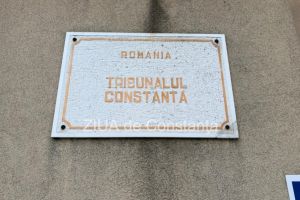 ROMANIA
TRIBUNALUL
CONSTANTA
ZIUA de Constanta